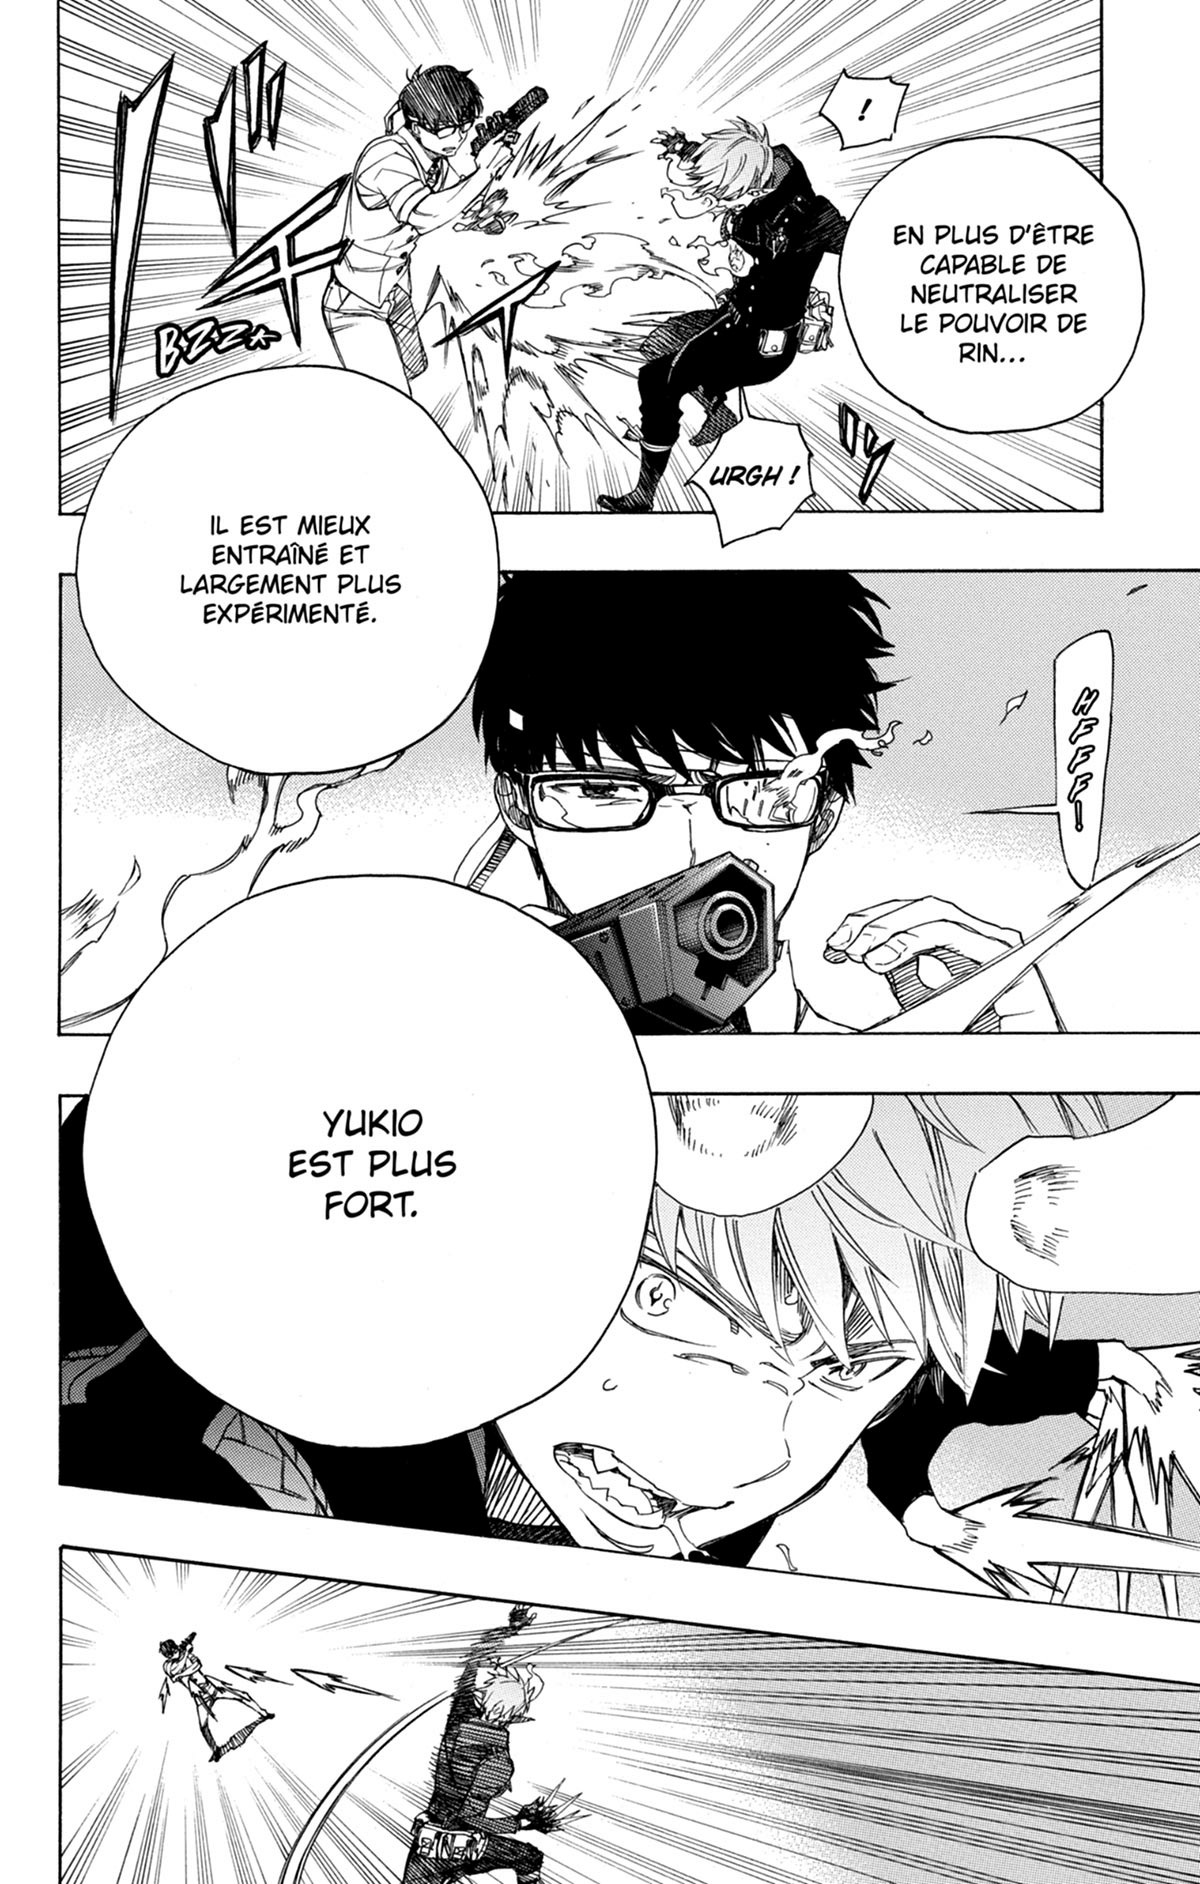 !
EN PLUS D'ÊTRE
CAPABLE DE
NEUTRALISER
LE POUVOIR DE
RIN...
BZZ*
URGH !
IL EST MIEUX
ENTRAÎNÉ ET
LARGEMENT PLUS
EXPÉRIMENTÉ.
HFFF!
YUKIO
EST PLUS
FORT.